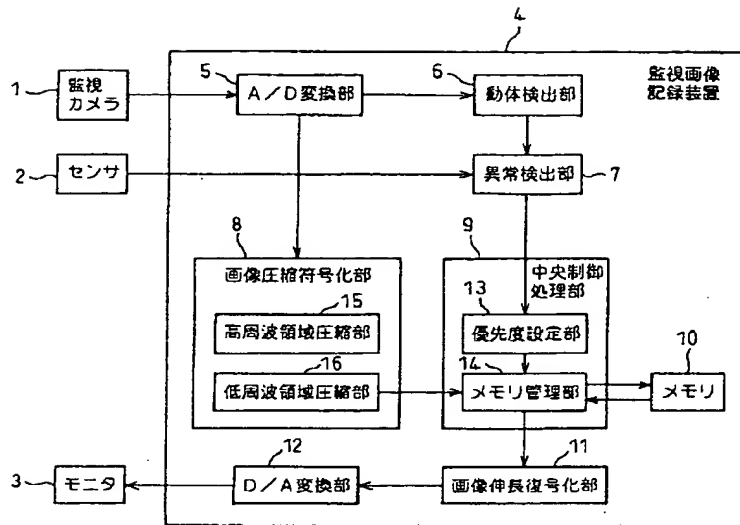 4
監視画像
記録装置
1
監視
カメラ
5
A/D変換部
6
動体検出部
2
センサ
異常検出部
7
8
画像圧縮符号化部
9
中央制御
処理部
15
高周波領域圧縮部
13
優先度設定部
16
低周波領域圧縮部
14
メモリ管理部
10
メモリ
3
モニタ
12
D/A変換部
11
画像伸長復号化部